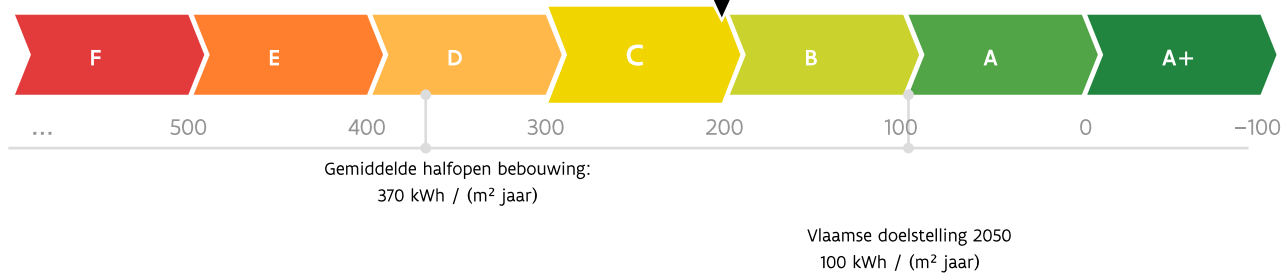 F E D C B A A+
... 500 400 300 200 100 0 −100
Gemiddelde halfopen bebouwing:
370 kWh / (m² jaar)
Vlaamse doelstelling 2050
100 kWh / (m² jaar)